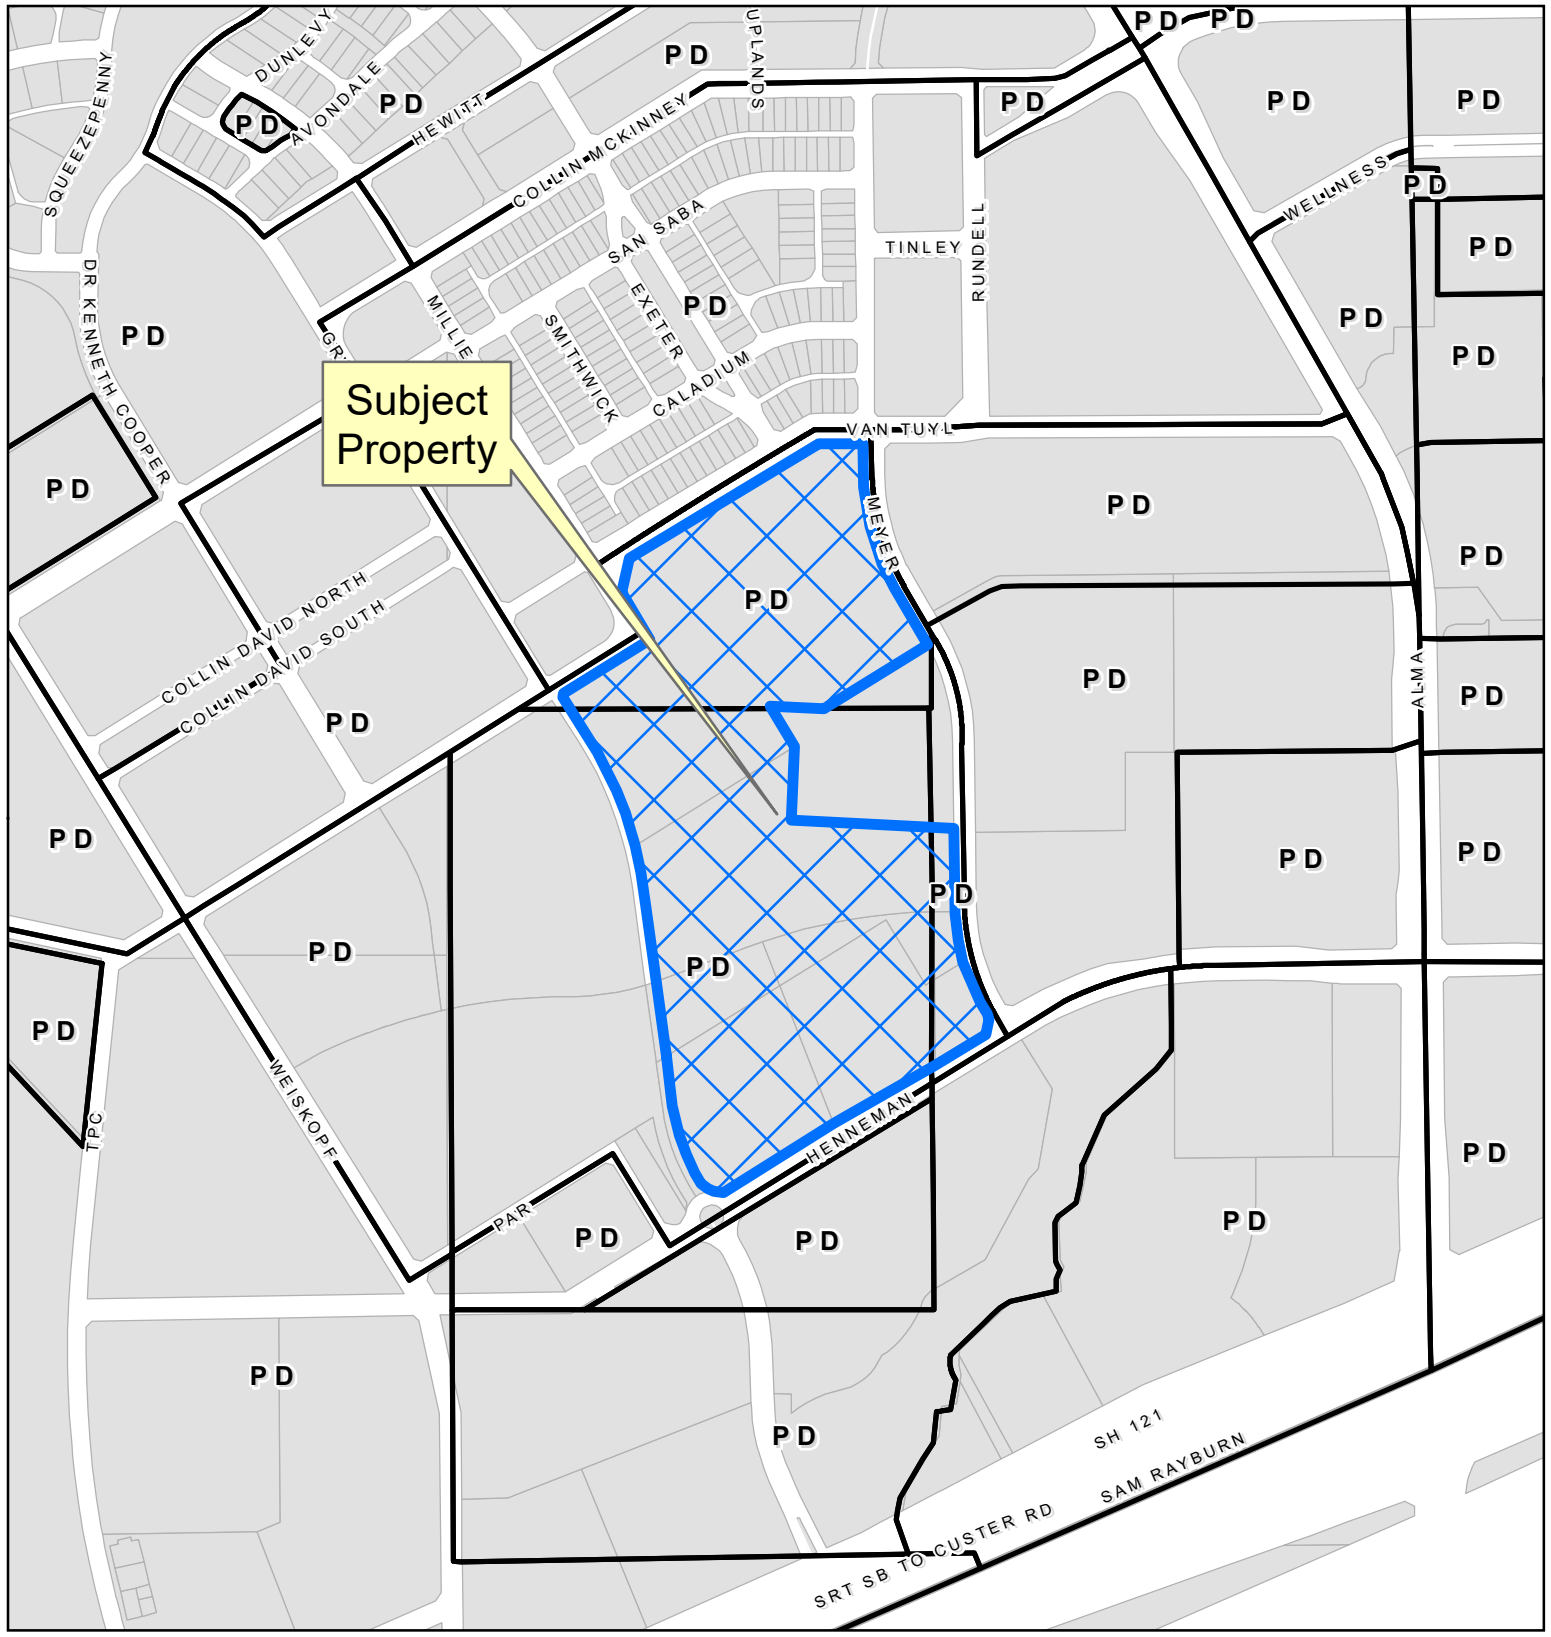 P D
P D
UPLANDS
DUNLEVY
P D
SQUEEZEPENNY
P D
AVONDALE
P D
HEWITT
P D
COLLIN MCKINNEY
P D
P D
P D
WELLNESS
P D
SAN SABA
TINLEY
RUNDELL
P D
DR KENNETH COOPER
P D
MILLIE
EXETER
P D
SMITHWICK
P D
P D
GRI
CALADIUM
Subject
Property
VAN TUYL
P D
MEYER
P D
P D
COLLIN DAVID NORTH
COLLIN DAVID SOUTH
P D
P D
P D
ALMA
P D
P D
P D
P D
P D
P D
P D
P D
P D
WEISKOPF
TPC
HENNEMAN
P D
PAR
P D
P D
P D
P D
P D
SH 121
SAM RAYBURN
SRT SB TO CUSTER RD